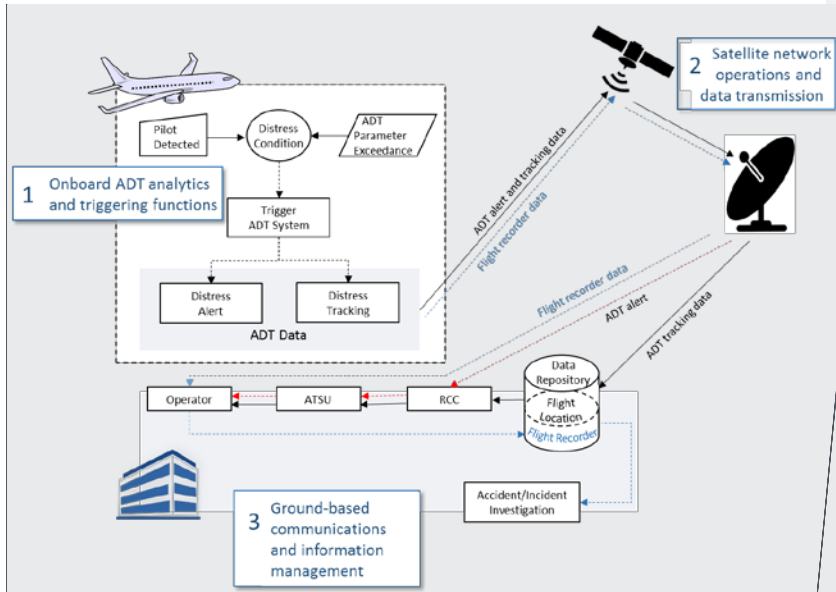 2
Satellite network
operations and
data transmission
Pilot
Detected
Distress
Condition
ADT
Parameter
Exceedance
1
Onboard ADT analytics
and triggering functions
Trigger
ADT System
Distress
Alert
Distress
Tracking
ADT Data
ADT alert and tracking data
Flight recorder data
Flight recorder data
ADT alert
ADT tracking data
Operator
ATSU
RCC
Data
Repository
Flight
Location
Flight Recorder
Accident/Incident
Investigation
3
Ground-based
communications
and information
management